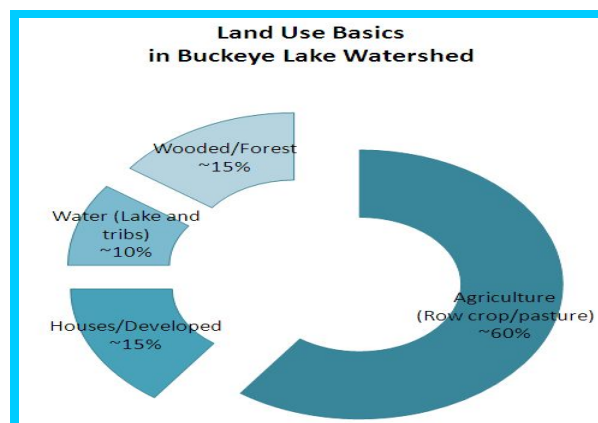 Land Use Basics
in Buckeye Lake Watershed
Wooded/Forest
~15%
Water (Lake and
tribs)
~10%
Houses/Developed
~15%
Agriculture
(Row crop/pasture)
~60%